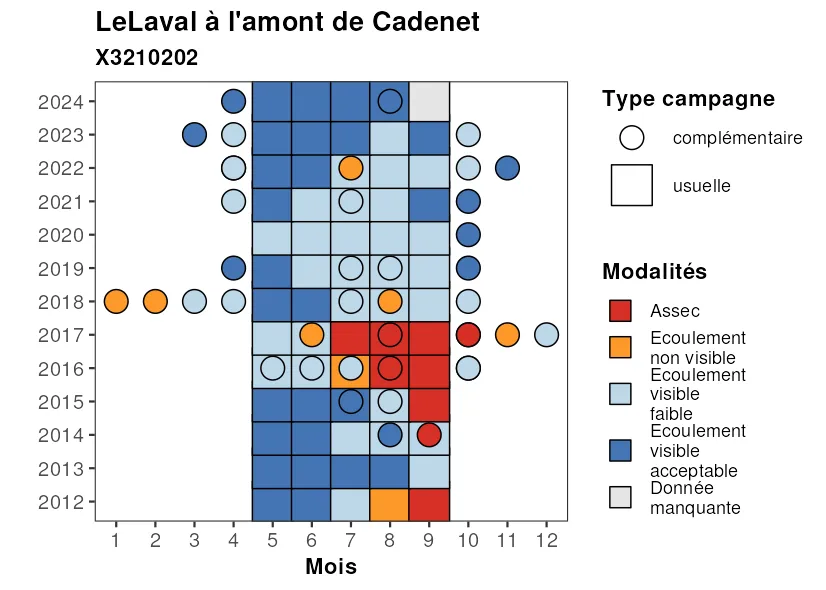 LeLaval à l'amont de Cadenet
X3210202
2024
2023
2022
2021
2020
2019
2018
2017
2016
2015
2014
2013
2012
1 2 3 4 5 6 7 8 9 10 11 12
Mois
Type campagne
complémentaire
usuelle
Modalités
Assec
Ecoulement
non visible
Ecoulement
visible
faible
Ecoulement
visible
acceptable
Donnée
manquante